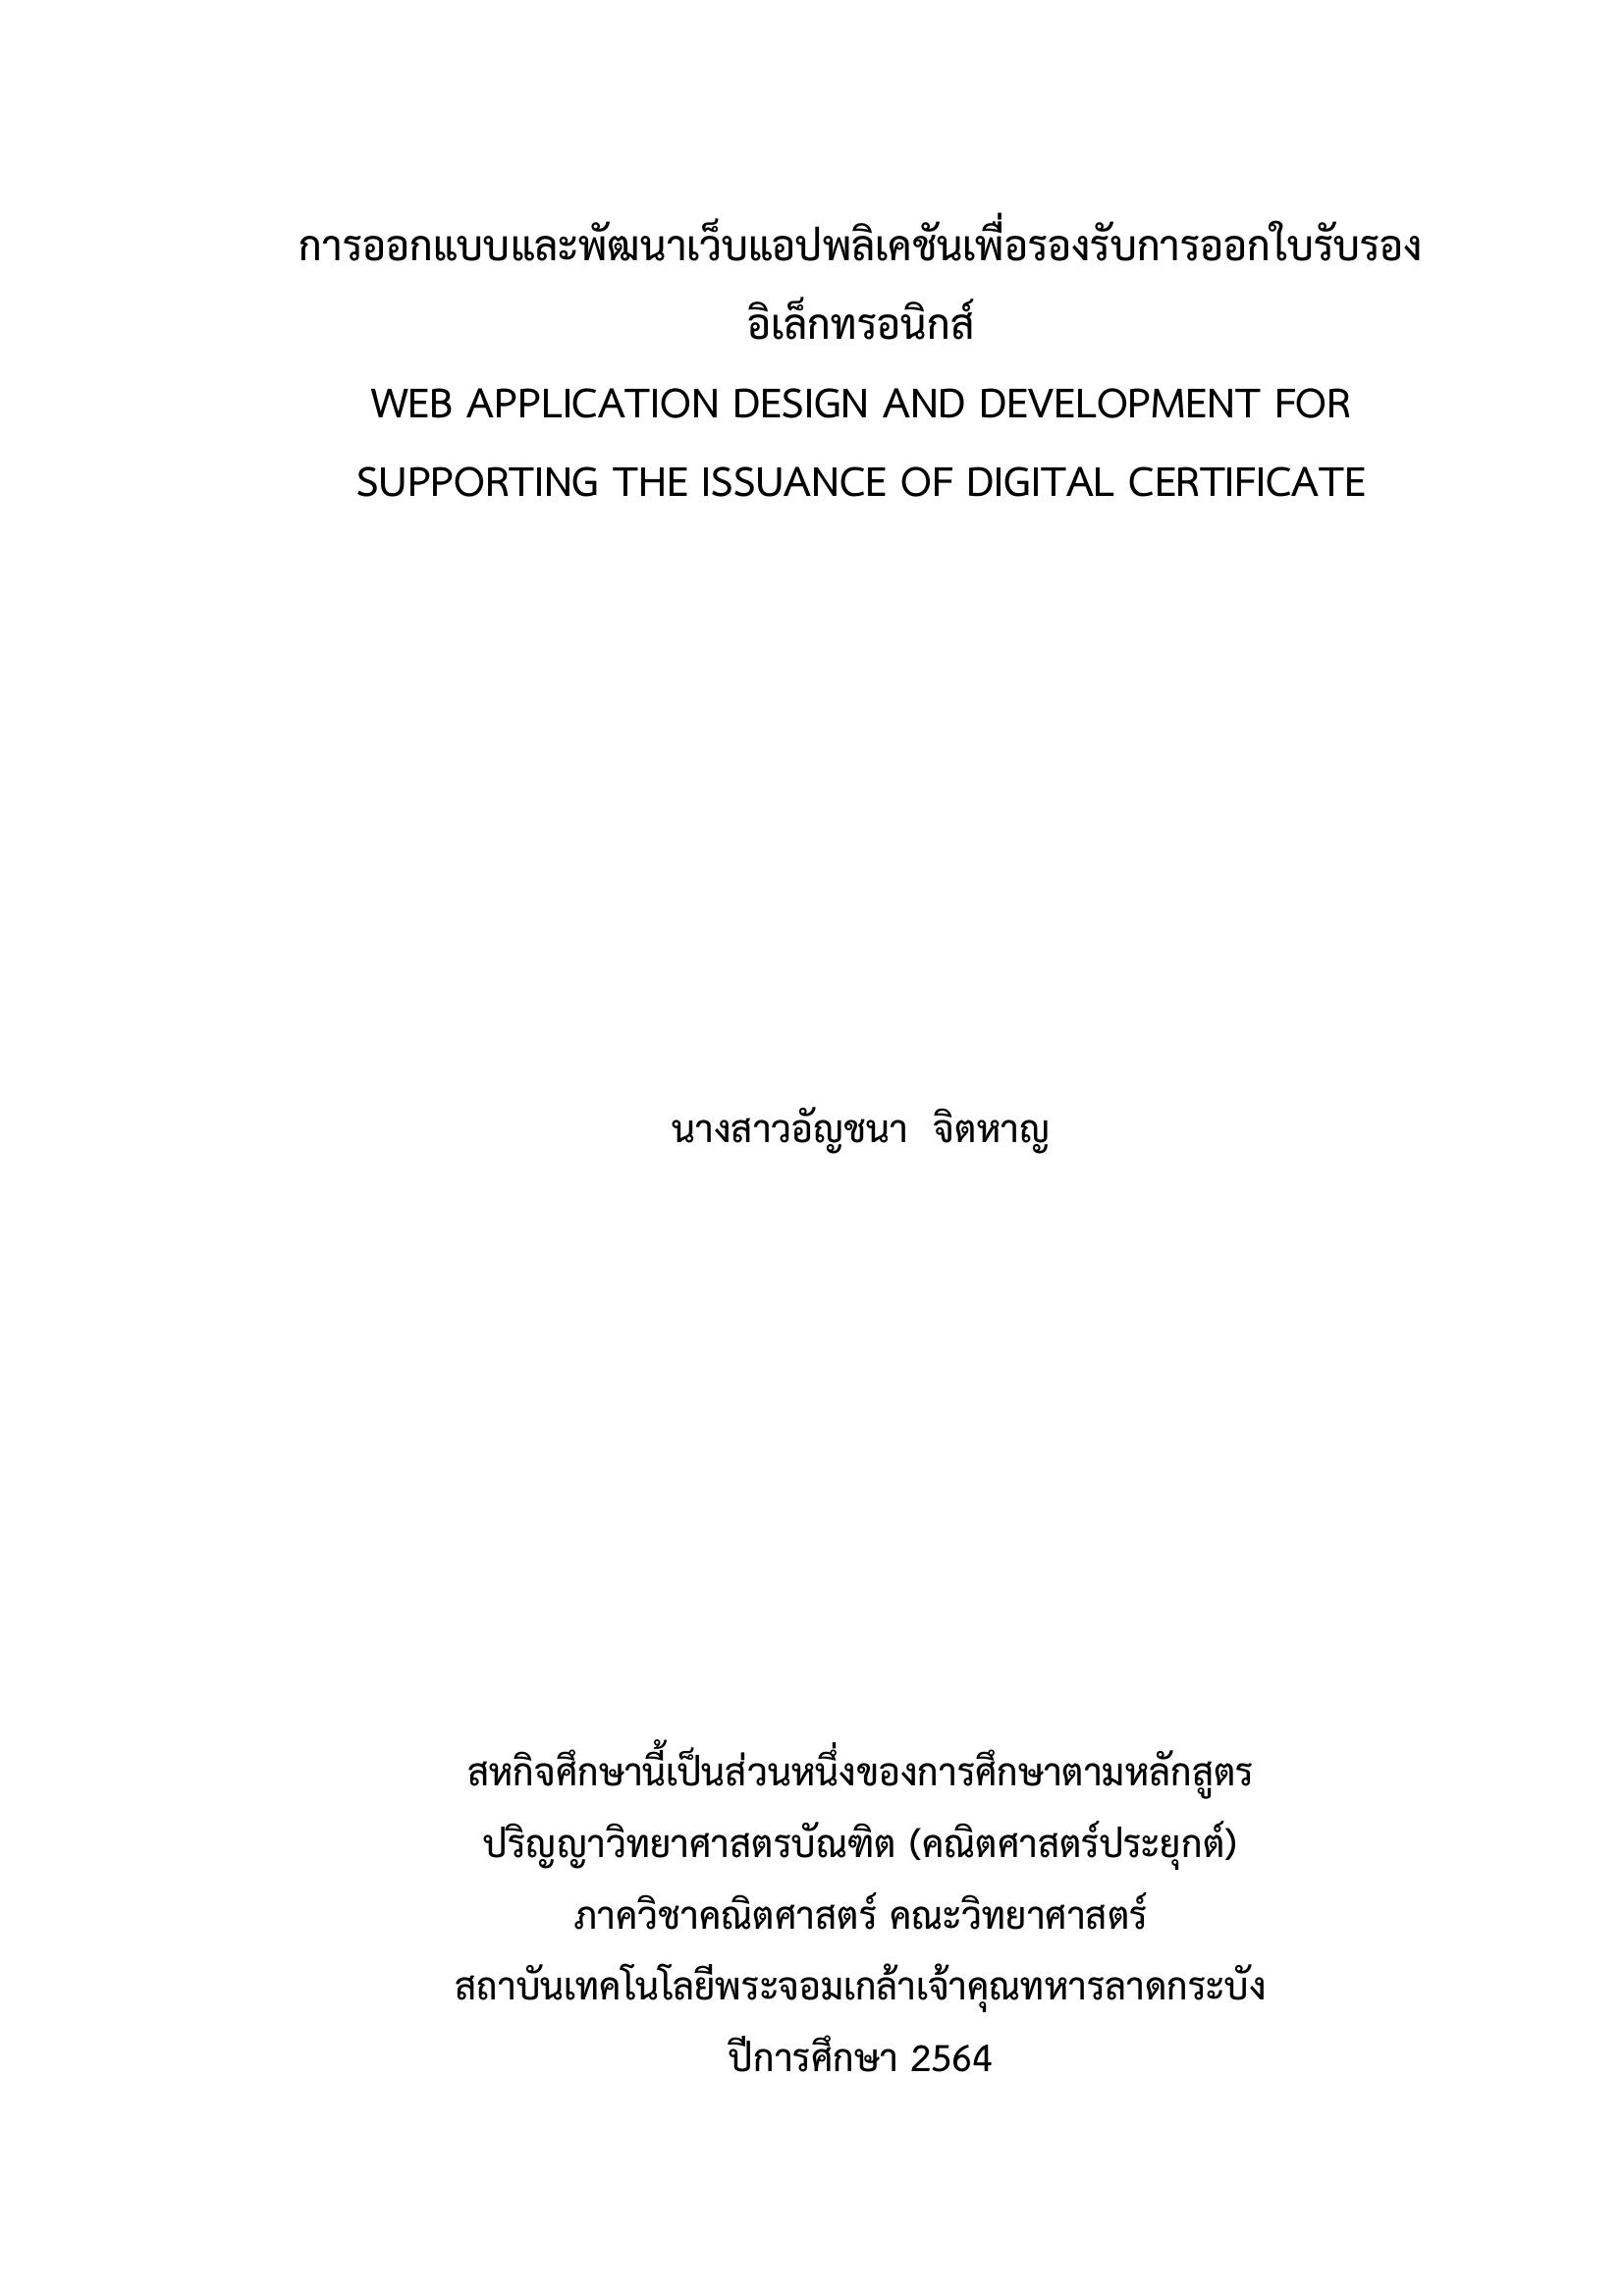 การออกแบบและพัฒนาเว็บแอปพลิเคชันเพื่อรองรับการออกใบรับรอง
อิเล็กทรอนิกส์
WEB APPLICATION DESIGN AND DEVELOPMENT FOR
SUPPORTING THE ISSUANCE OF DIGITAL CERTIFICATE
นางสาวอัญชนา จิตหาญ
สหกิจศึกษานี้เป็นส่วนหนึ่งของการศึกษาตามหลักสูตร
ปริญญาวิทยาศาสตรบัณฑิต (คณิตศาสตร์ประยุกต์)
ภาควิชาคณิตศาสตร์ คณะวิทยาศาสตร์
สถาบันเทคโนโลยีพระจอมเกล้าเจ้าคุณทหารลาดกระบัง
ปีการศึกษา 2564